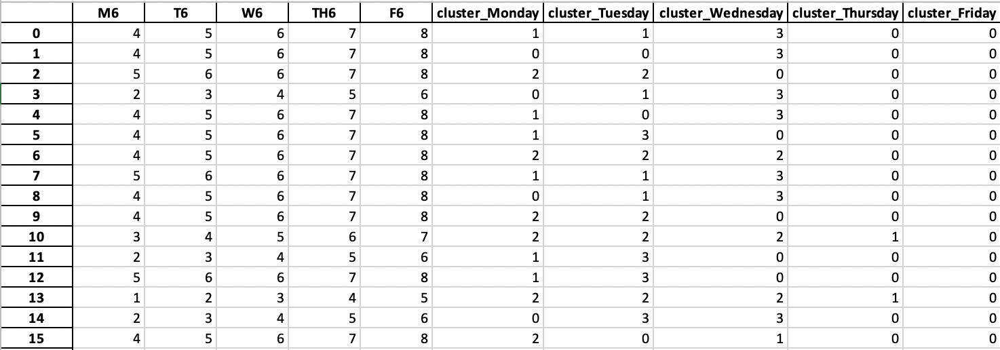 M6 T6 W6 TH6 F6 cluster_Monday cluster_Tuesday cluster_Wednesday cluster_Thursday cluster_Friday
0 4 5 6 7 8 1 1 3 0 0
1 4 5 6 7 8 0 0 3 0 0
2 5 6 6 7 8 2 2 0 0 0
3 2 3 4 5 6 0 1 3 0 0
4 4 5 6 7 8 1 0 3 0 0
5 4 5 6 7 8 1 3 0 0 0
6 4 5 6 7 8 2 2 2 0 0
7 5 6 6 7 8 1 1 3 0 0
8 4 5 6 7 8 0 1 3 0 0
9 4 5 6 7 8 2 2 0 0 0
10 3 4 5 6 7 2 2 2 1 0
11 2 3 4 5 6 1 3 0 0 0
12 5 6 6 7 8 1 3 0 0 0
13 1 2 3 4 5 2 2 2 1 0
14 2 3 4 5 6 0 3 3 0 0
15 4 5 6 7 8 2 0 1 0 0